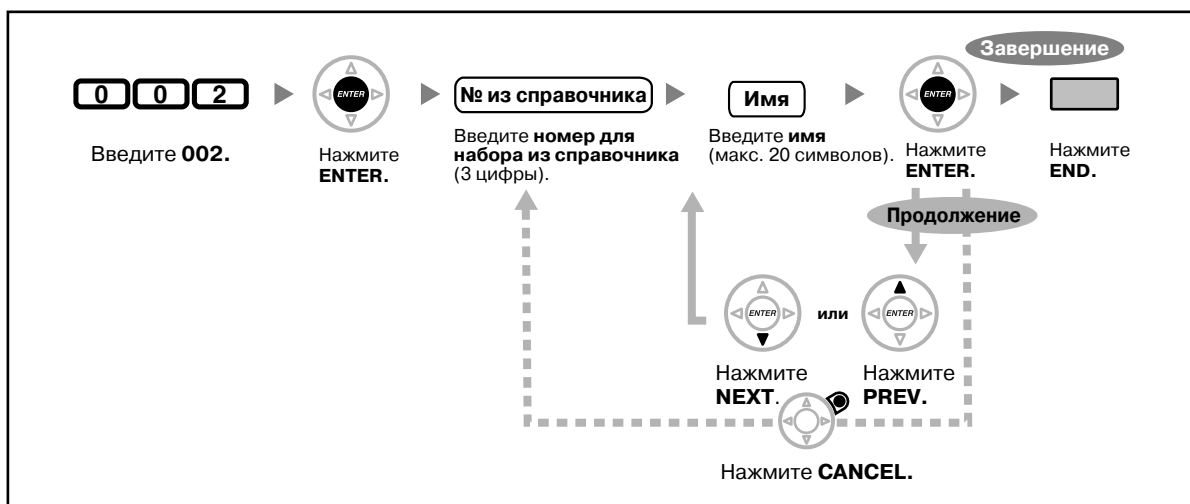 Завершение
0 0 2
ENTER
№ из справочника
Имя
ENTER
Введите 002.
Нажмите
ENTER.
Введите номер для
набора из справочника
(3 цифры).
Введите имя
(макс. 20 символов).
Нажмите
ENTER.
Нажмите
END.
Продолжение
ENTER
или
ENTER
Нажмите
NEXT.
Нажмите
PREV.
Нажмите CANCEL.